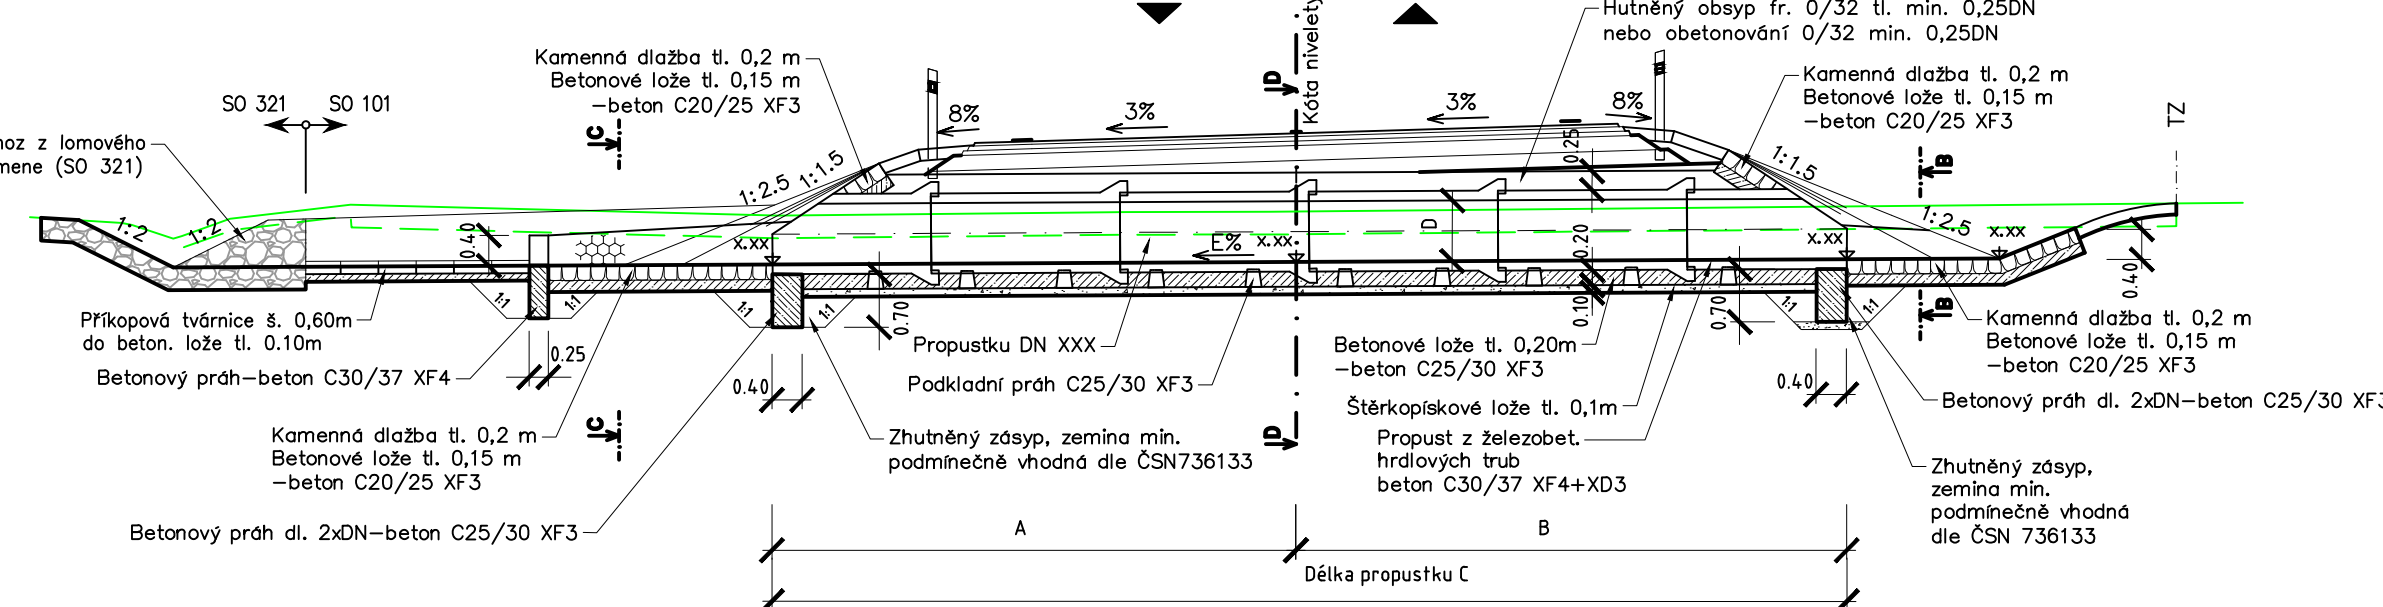 Hutněný obsyp fr. 0/32 tl. min. 0,25DN
nebo obetonování 0/32 min. 0,25DN
Kóta nivelety
Kamenná dlažba tl. 0,2 m
Betonové lože tl. 0,15 m
-beton C20/25 XF3
Kamenná dlažba tl. 0,2 m
Betonové lože tl. 0,15 m
-beton C20/25 XF3
SO 321
SO 101
z lomového
(SO 321)
C
D
B
TZ
8%
3%
3%
8%
0.25
1:2
1:2
1:2.5
1:1.5
1:1.5
1:2.5
0.40
x.xx
E%
x.xx
D
0.20
x.xx
x.xx
0.40
1:1
1:1
1:1
1:1
0.70
0.10
0.70
1:1
1:1
B
Příkopová tvárnice š. 0,60m
do beton. lože tl. 0.10m
Betonový práh-beton C30/37 XF4
0.25
0.40
Propustku DN XXX
Podkladní práh C25/30 XF3
Betonové lože tl. 0,20m
-beton C25/30 XF3
Štěrkopískové lože tl. 0,1m
Propust z železobet.
hrdlových trub
beton C30/37 XF4+XD3
0.40
Kamenná dlažba tl. 0,2 m
Betonové lože tl. 0,15 m
-beton C20/25 XF3
Betonový práh dl. 2xDN-beton C25/30
C
D
Kamenná dlažba tl. 0,2 m
Betonové lože tl. 0,15 m
-beton C20/25 XF3
Zhutněný zásyp, zemina min.
podmínečně vhodná dle ČSN736133
Zhutněný zásyp,
zemina min.
podmínečně vhodná
dle ČSN 736133
Betonový práh dl. 2xDN-beton C25/30 XF3
A
B
Délka propustku C